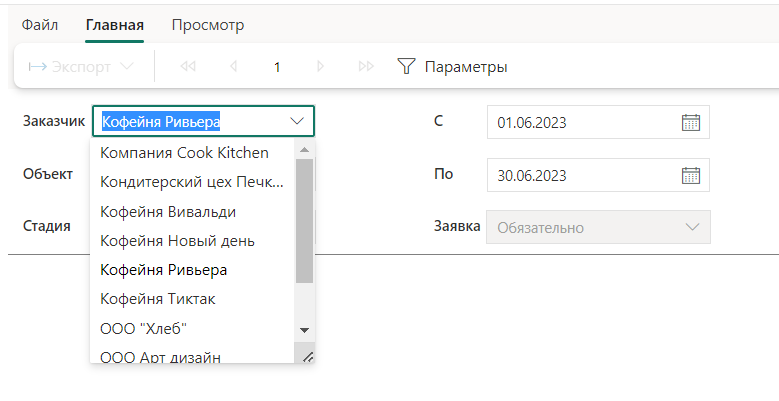 Файл Главная Просмотр
Экспорт 1 Параметры
Заказчик Кофейня Ривьера С 01.06.2023
Компания Cook Kitchen
Объект Кондитерский цех Печк... По 30.06.2023
Кофейня Вивальди
Стадия Заявка Обязательно
Кофейня Новый день
Кофейня Ривьера
Кофейня Тиктак
ООО "Хлеб"
ООО Арт дизайн